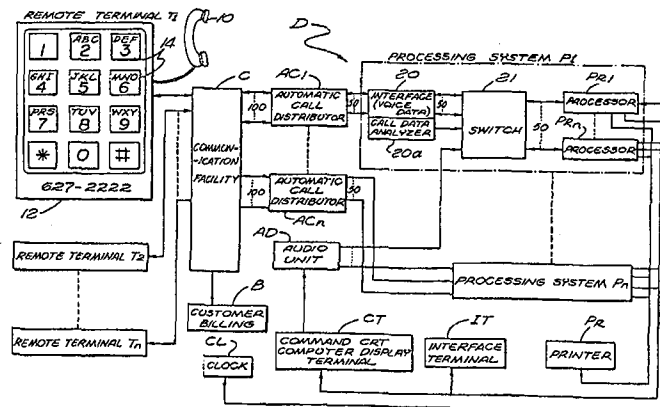 REMOTE TERMINAL T1
10
D
1
ABC
2
DEF
3
14
GHI
4
JKL
5
MNO
6
PRS
7
TUV
8
WXY
9
*
0
#
627-2222
12
C
COMMUN-
ICATION
FACILITY
100
AC1
AUTOMATIC
CALL
DISTRIBUTOR
50
PROCESSING SYSTEM P1
20
INTERFACE
(VOICE
DATA)
CALL DATA
ANALYZER
20a
50
21
SWITCH
50
PR1
PROCESSOR
PRn
PROCESSOR
100
AUTOMATIC
CALL
DISTRIBUTOR
ACn
50
AD
AUDIO
UNIT
REMOTE TERMINAL T2
REMOTE TERMINAL Tn
B
CUSTOMER
BILLING
PROCESSING SYSTEM Pn
CL
CLOCK
CT
COMMAND CRT
COMPUTER DISPLAY
TERMINAL
IT
INTERFACE
TERMINAL
PR
PRINTER